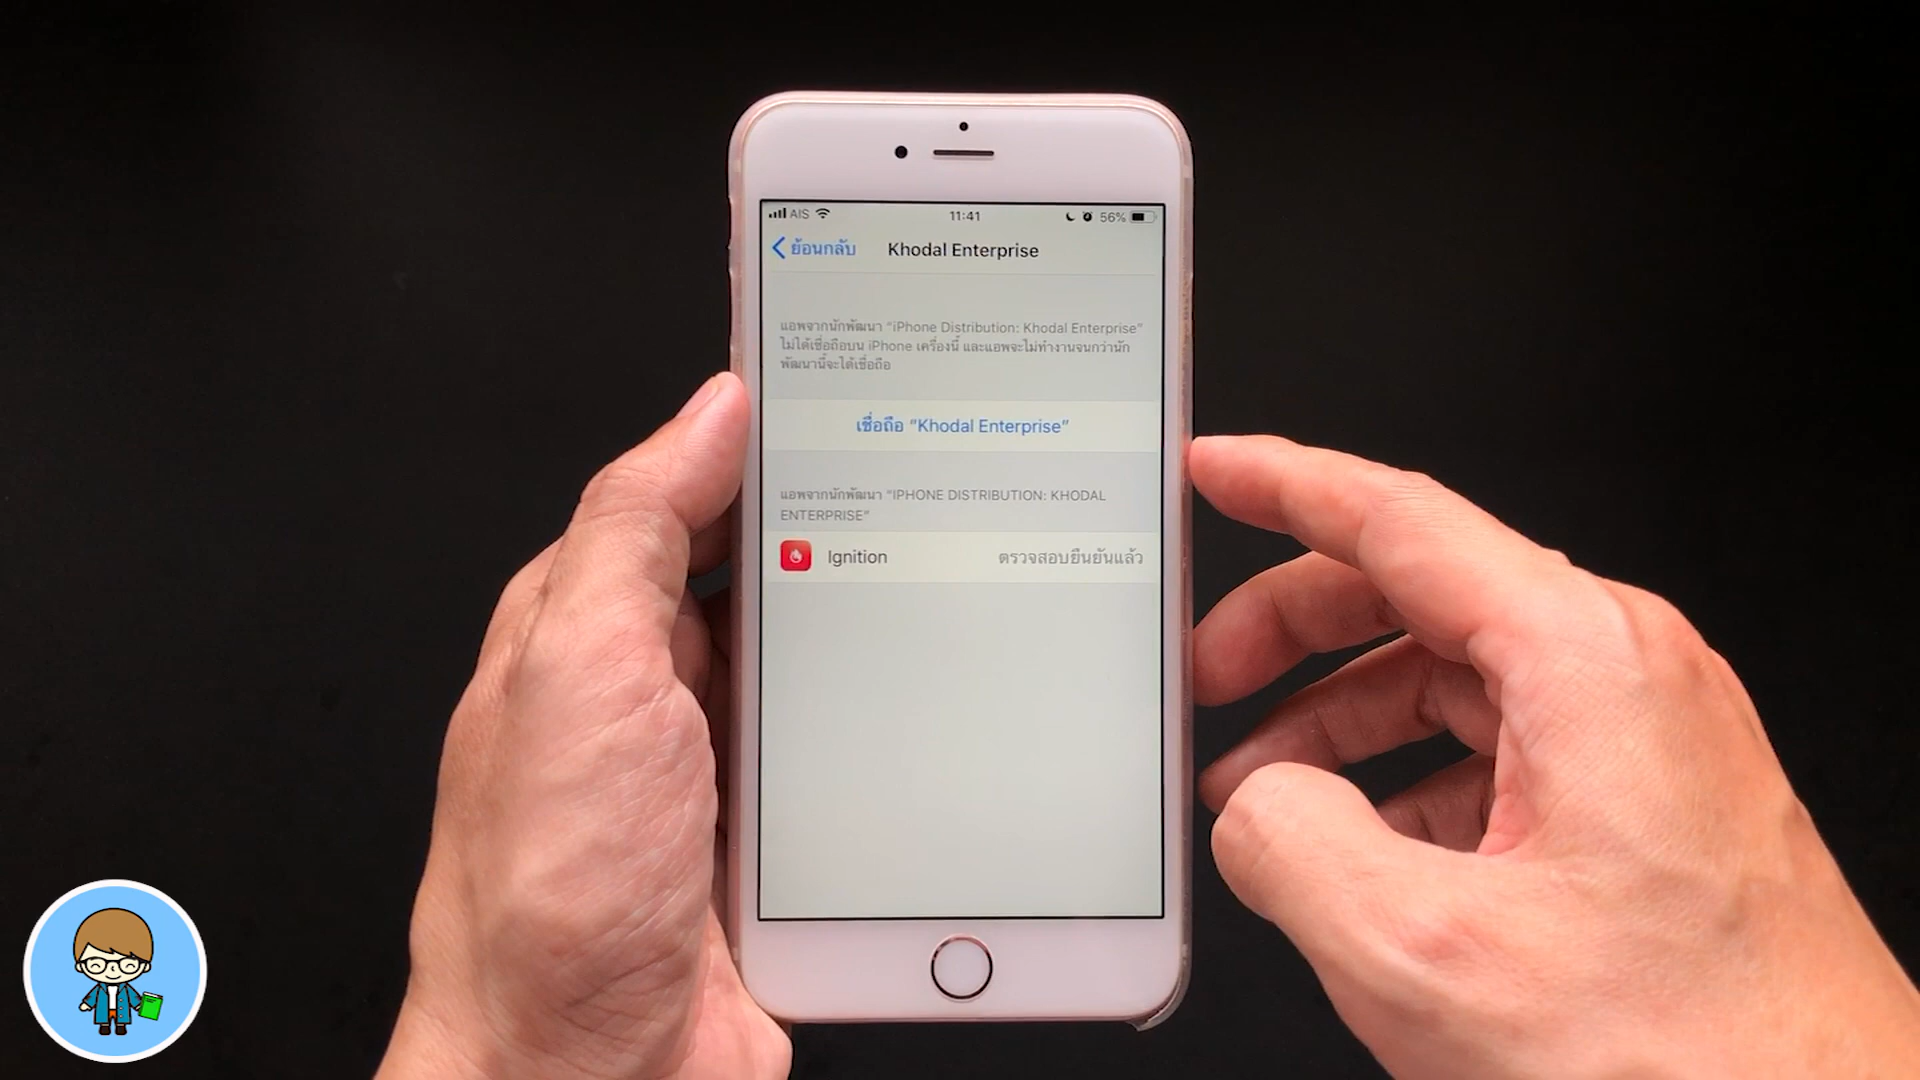 AIS 11:41 56%
ย้อนกลับ Khodal Enterprise
แอพจากนักพัฒนา “iPhone Distribution: Khodal Enterprise”
ไม่ได้เชื่อถือบน iPhone เครื่องนี้ และแอพจะไม่ทำงานจนกว่านัก
พัฒนานี้จะได้เชื่อถือ
เชื่อถือ “Khodal Enterprise”
แอพจากนักพัฒนา “IPHONE DISTRIBUTION: KHODAL
ENTERPRISE”
Ignition ตรวจสอบยืนยันแล้ว